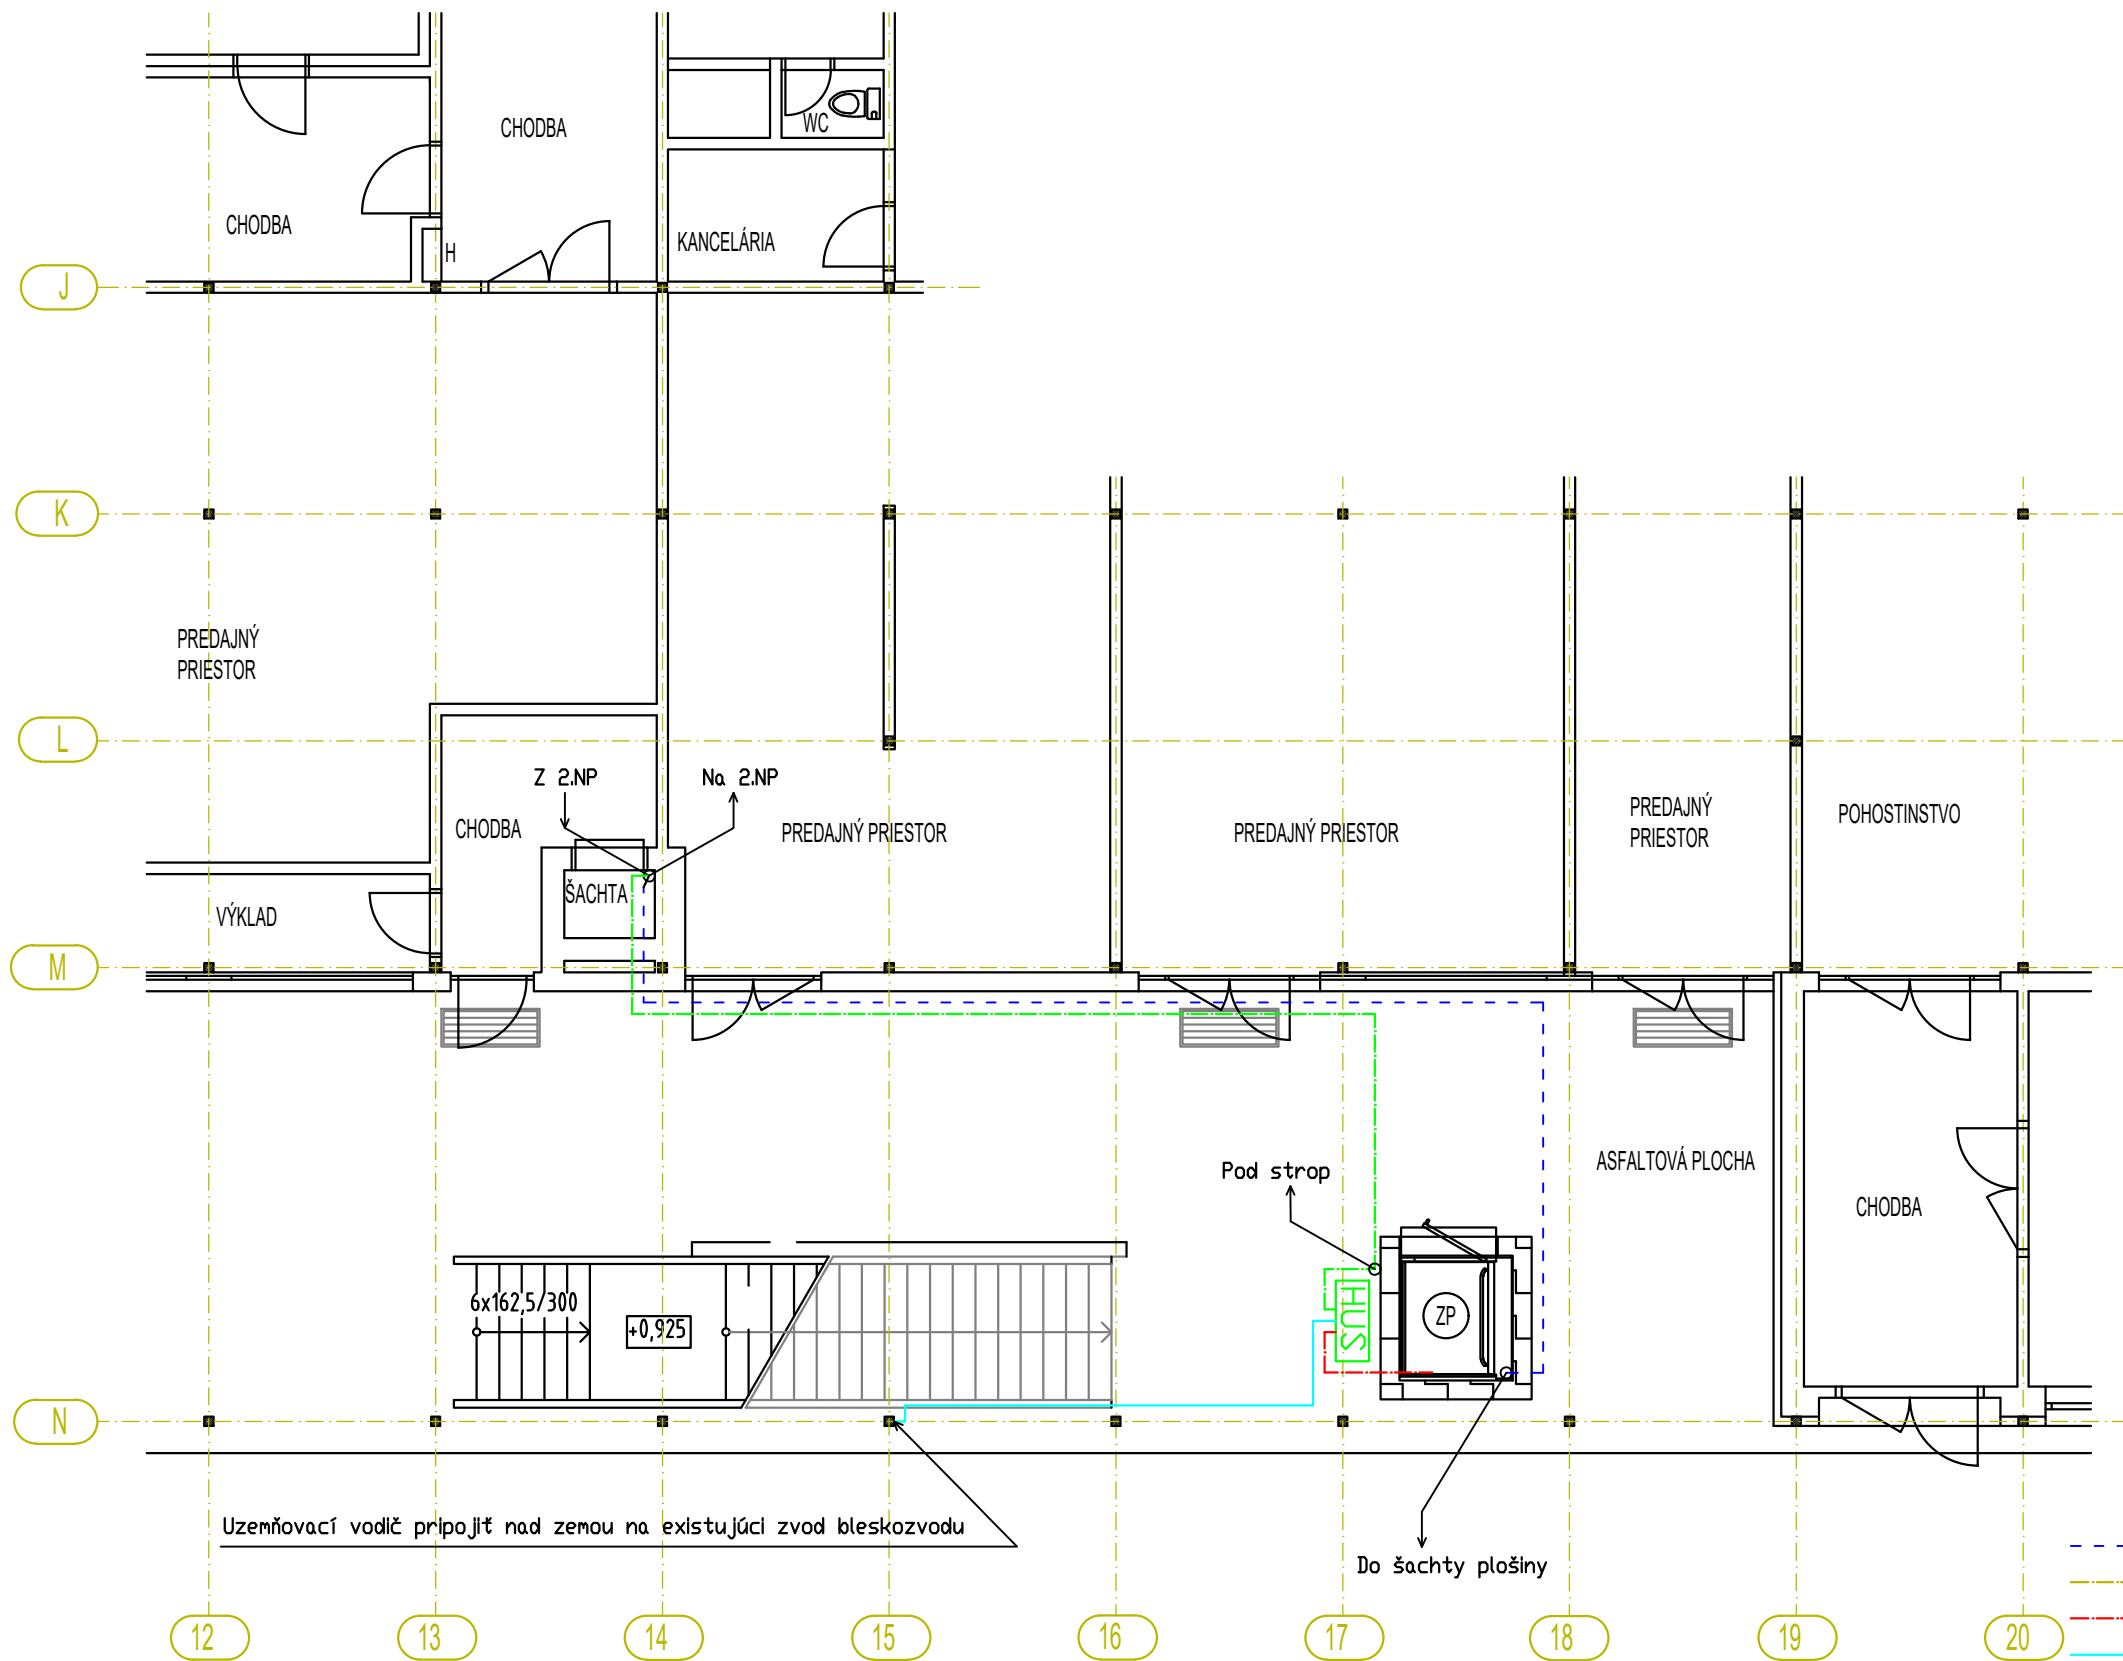 CHODBA
WC
CHODBA
H
KANCELÁRIA
J
K
PREDAJNÝ
PRIESTOR
L
Z 2.NP
Na 2.NP
CHODBA
PREDAJNÝ PRIESTOR
PREDAJNÝ PRIESTOR
PREDAJNÝ
PRIESTOR
POHOSTINSTVO
ŠACHTA
VÝKLAD
M
Pod strop
ASFALTOVÁ PLOCHA
CHODBA
6x162,5/300
+0,925
HUS
ZP
N
Uzemňovací vodič pripojiť nad zemou na existujúci zvod bleskozvodu
Do šachty plošiny
12
13
14
15
16
17
18
19
20